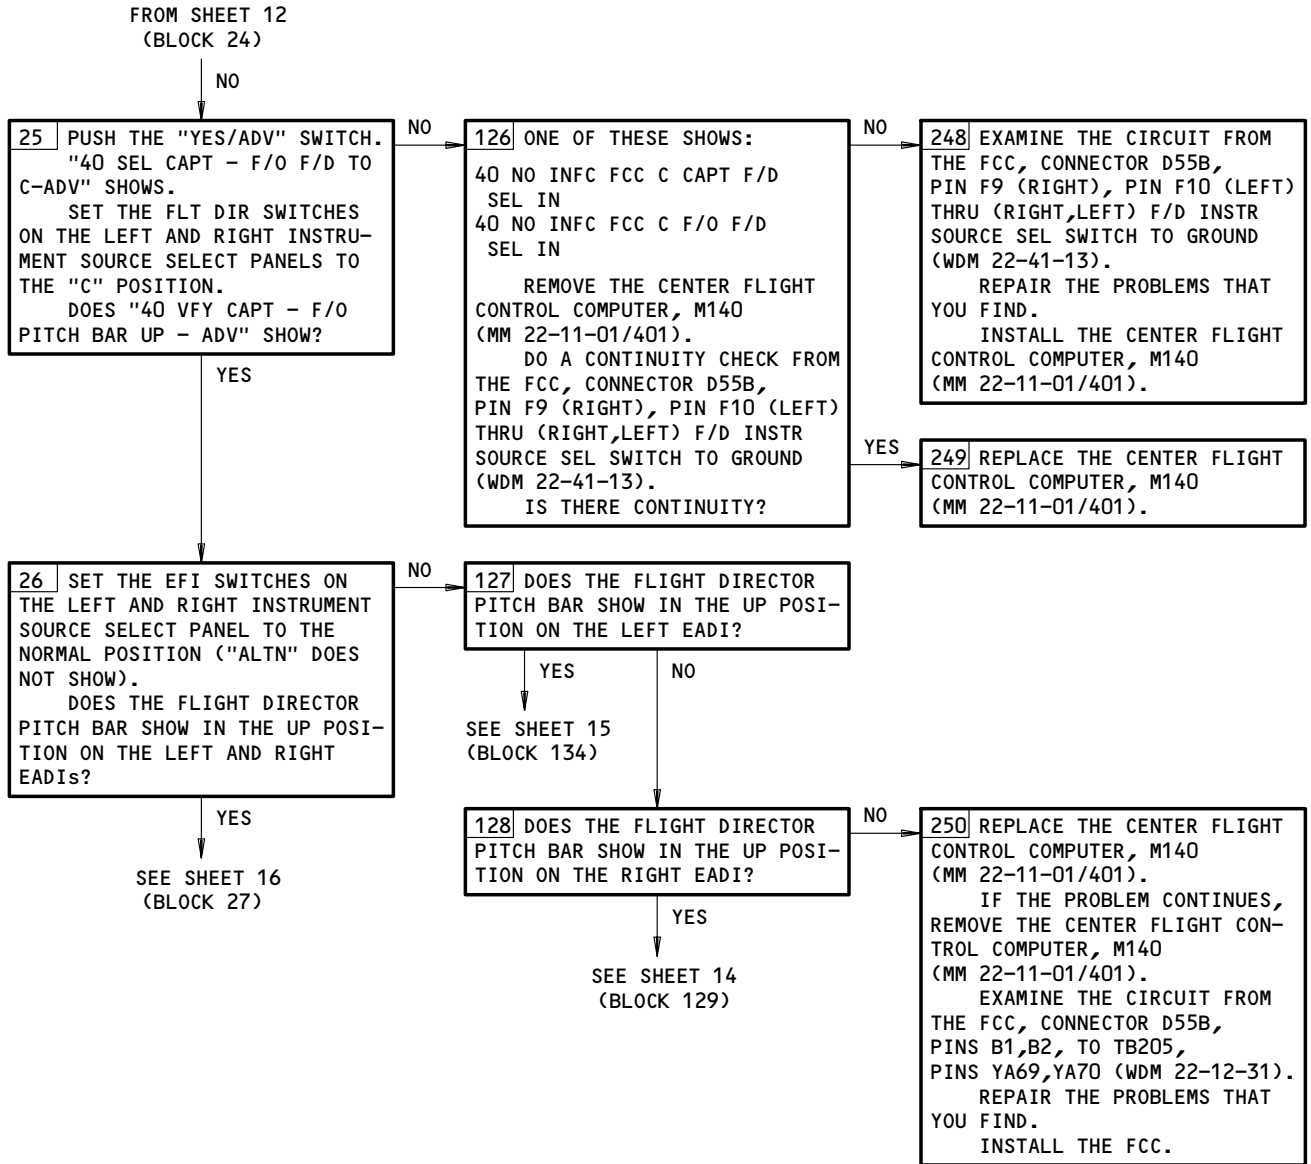 FROM SHEET 12
(BLOCK 24)
NO
25 PUSH THE "YES/ADV" SWITCH.
"40 SEL CAPT - F/O F/D TO
C-ADV" SHOWS.
SET THE FLT DIR SWITCHES
ON THE LEFT AND RIGHT INSTRU-
MENT SOURCE SELECT PANELS TO
THE "C" POSITION.
DOES "40 VFY CAPT - F/O
PITCH BAR UP - ADV" SHOW?
NO
YES
126 ONE OF THESE SHOWS:
40 NO INFC FCC C CAPT F/D
SEL IN
40 NO INFC FCC C F/O F/D
SEL IN
REMOVE THE CENTER FLIGHT
CONTROL COMPUTER, M140
(MM 22-11-01/401).
DO A CONTINUITY CHECK FROM
THE FCC, CONNECTOR D55B,
PIN F9 (RIGHT), PIN F10 (LEFT)
THRU (RIGHT,LEFT) F/D INSTR
SOURCE SEL SWITCH TO GROUND
(WDM 22-41-13).
IS THERE CONTINUITY?
NO
YES
248 EXAMINE THE CIRCUIT FROM
THE FCC, CONNECTOR D55B,
PIN F9 (RIGHT), PIN F10 (LEFT)
THRU (RIGHT,LEFT) F/D INSTR
SOURCE SEL SWITCH TO GROUND
(WDM 22-41-13).
REPAIR THE PROBLEMS THAT
YOU FIND.
INSTALL THE CENTER FLIGHT
CONTROL COMPUTER, M140
(MM 22-11-01/401).
249 REPLACE THE CENTER FLIGHT
CONTROL COMPUTER, M140
(MM 22-11-01/401).
26 SET THE EFI SWITCHES ON
THE LEFT AND RIGHT INSTRUMENT
SOURCE SELECT PANEL TO THE
NORMAL POSITION ("ALTN" DOES
NOT SHOW).
DOES THE FLIGHT DIRECTOR
PITCH BAR SHOW IN THE UP POSI-
TION ON THE LEFT AND RIGHT
EADIs?
NO
YES
SEE SHEET 16
(BLOCK 27)
127 DOES THE FLIGHT DIRECTOR
PITCH BAR SHOW IN THE UP POSI-
TION ON THE LEFT EADI?
YES
NO
SEE SHEET 15
(BLOCK 134)
128 DOES THE FLIGHT DIRECTOR
PITCH BAR SHOW IN THE UP POSI-
TION ON THE RIGHT EADI?
NO
YES
SEE SHEET 14
(BLOCK 129)
250 REPLACE THE CENTER FLIGHT
CONTROL COMPUTER, M140
(MM 22-11-01/401).
IF THE PROBLEM CONTINUES,
REMOVE THE CENTER FLIGHT CON-
TROL COMPUTER, M140
(MM 22-11-01/401).
EXAMINE THE CIRCUIT FROM
THE FCC, CONNECTOR D55B,
PINS B1,B2, TO TB205,
PINS YA69,YA70 (WDM 22-12-31).
REPAIR THE PROBLEMS THAT
YOU FIND.
INSTALL THE FCC.